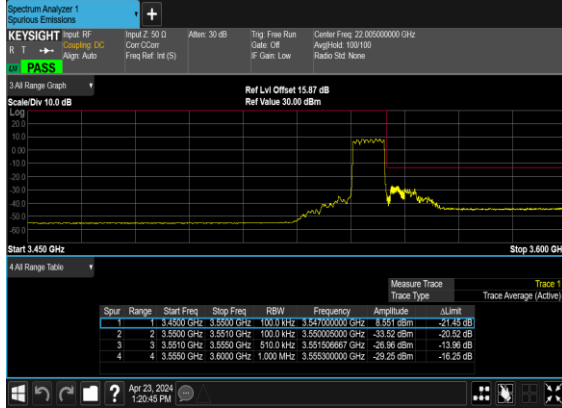 Spectrum Analyzer 1
Spurious Emissions
+
KEYSIGHT Input: RF Input Z: 50 Ω Atten: 30 dB Trig: Free Run Center Freq: 22.005000000 GHz
R T Coupling: DC Corr CCorr Gate: Off Avg|Hold: 100/100
Align: Auto Freq Ref: Int (S) IF Gain: Low Radio Std: None
PASS
3 All Range Graph
Ref Lvl Offset 15.87 dB
Scale/Div 10.0 dB Ref Value 30.00 dBm
Log
20.0
10.0
0.00
-10.0
-20.0
-30.0
-40.0
-50.0
-60.0
Start 3.450 GHz Stop 3.600 GH
4 All Range Table
Measure Trace Trace 1
Trace Type Trace Average (Active)
Spur Range Start Freq Stop Freq RBW Frequency Amplitude ΔLimit
1 1 3.4500 GHz 3.5500 GHz 100.0 kHz 3.547000000 GHz 8.551 dBm -21.45 dB
2 2 3.5500 GHz 3.5510 GHz 100.0 kHz 3.550005000 GHz -33.52 dBm -20.52 dB
3 3 3.5510 GHz 3.5550 GHz 510.0 kHz 3.551506667 GHz -26.96 dBm -13.96 dB
4 4 3.5550 GHz 3.6000 GHz 1.000 MHz 3.555300000 GHz -29.25 dBm -16.25 dB
? Apr 23, 2024
1:20:45 PM